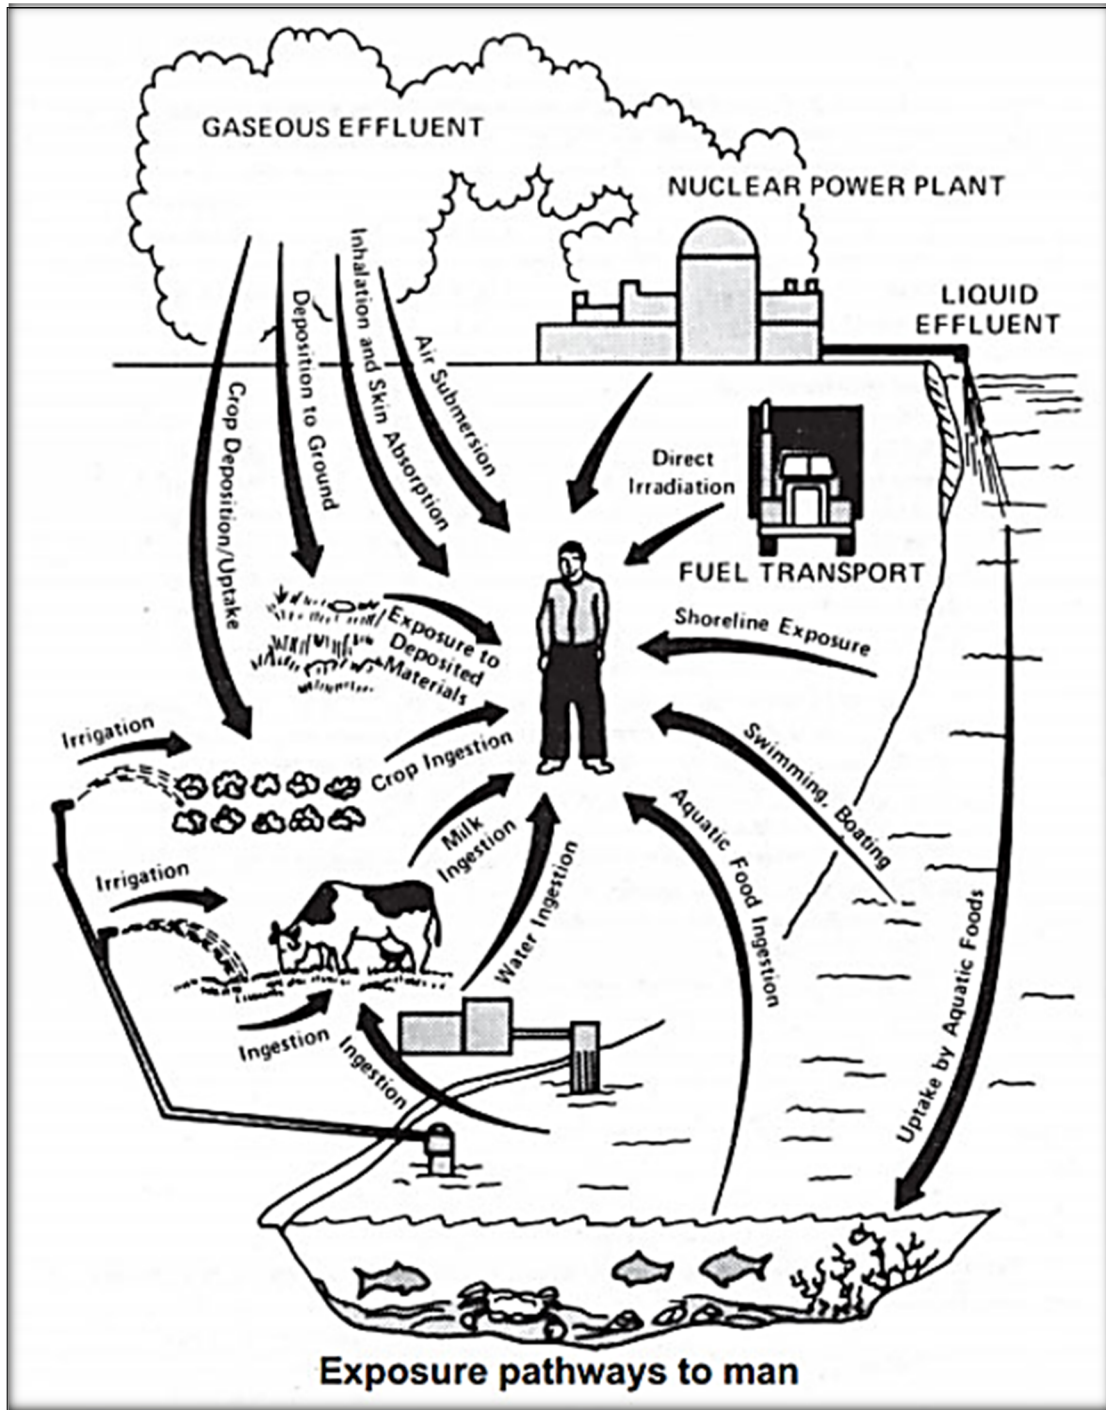 GASEOUS EFFLUENT
NUCLEAR POWER PLANT
LIQUID
EFFLUENT
Crop Deposition/Uptake
Deposition to Ground
Inhalation and Skin Absorption
Air Submersion
Direct
Irradiation
FUEL TRANSPORT
Exposure to
Deposited
Materials
Shoreline Exposure
Irrigation
Crop Ingestion
Swimming, Boating
Milk
Ingestion
Water Ingestion
Aquatic Food Ingestion
Irrigation
Uptake by Aquatic Foods
Ingestion
Ingestion
Exposure pathways to man